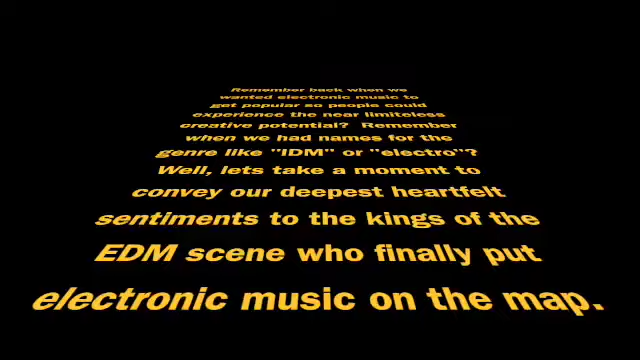 Remember back when we
wanted electronic music to
get popular so people could
experience the near limitless
creative potential? Remember
when we had names for the
genre like "IDM" or "electro"?
Well, lets take a moment to
convey our deepest heartfelt
sentiments to the kings of the
EDM scene who finally put
electronic music on the map.